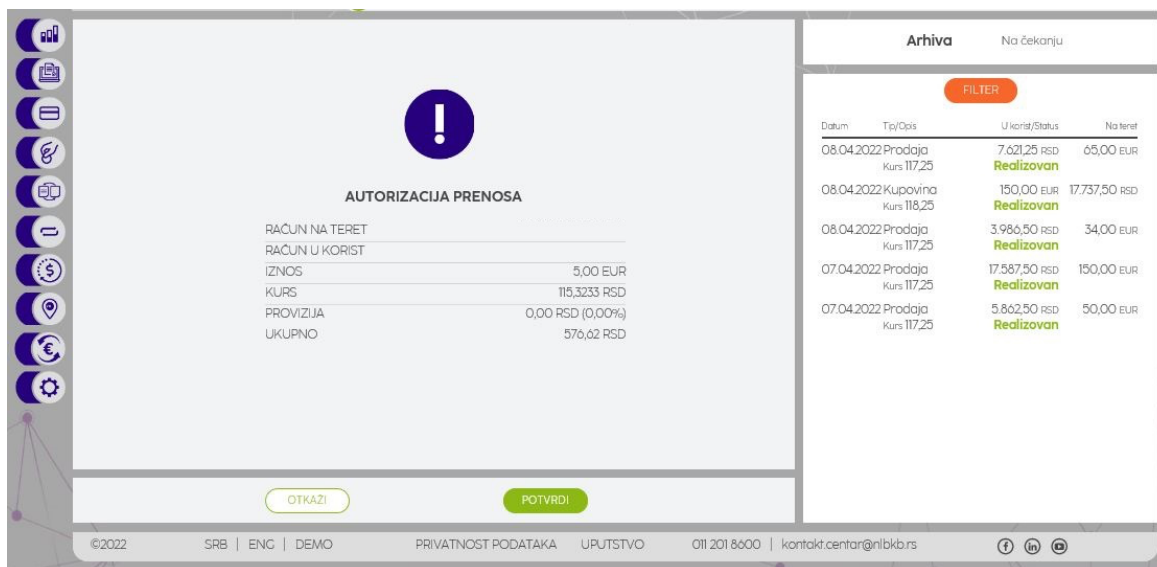 AUTORIZACIJA PRENOSA
RAČUN NA TERET
RAČUN U KORIST
IZNOS 5,00 EUR
KURS 115,3233 RSD
PROVIZIJA 0,00 RSD (0,00%)
UKUPNO 576,62 RSD
OTKAŽI POTVRDI
Arhiva Na čekanju
FILTER
Datum Tip/Opis U korist/Status Na teret
08.04.2022 Prodaja 7.621,25 RSD 65,00 EUR
Kurs 117,25 Realizovan
08.04.2022 Kupovina 150,00 EUR 17.737,50 RSD
Kurs 118,25 Realizovan
08.04.2022 Prodaja 3.986,50 RSD 34,00 EUR
Kurs 117,25 Realizovan
07.04.2022 Prodaja 17.587,50 RSD 150,00 EUR
Kurs 117,25 Realizovan
07.04.2022 Prodaja 5.862,50 RSD 50,00 EUR
Kurs 117,25 Realizovan
©2022 SRB | ENG | DEMO PRIVATNOST PODATAKA UPUTSTVO 011 201 8600 | kontakt.centar@nlbkb.rs